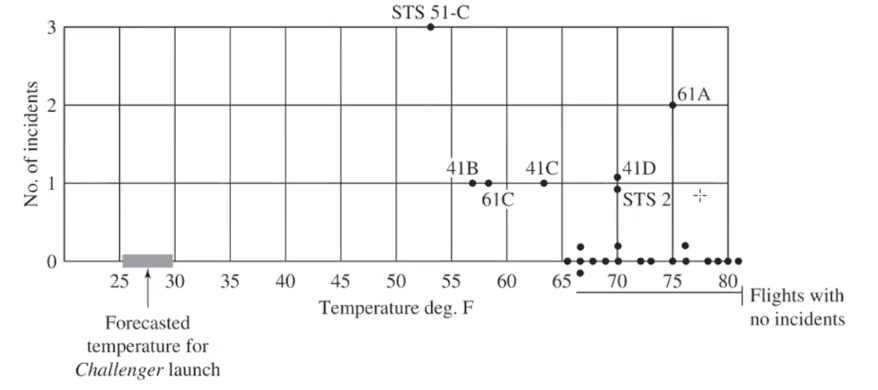 STS 51-C
3
61A
2
No. of incidents
41B
41C
41D
1
61C
STS 2
0
25 30 35 40 45 50 55 60 65 70 75 80
Temperature deg. F
Flights with
no incidents
Forecasted
temperature for
Challenger launch